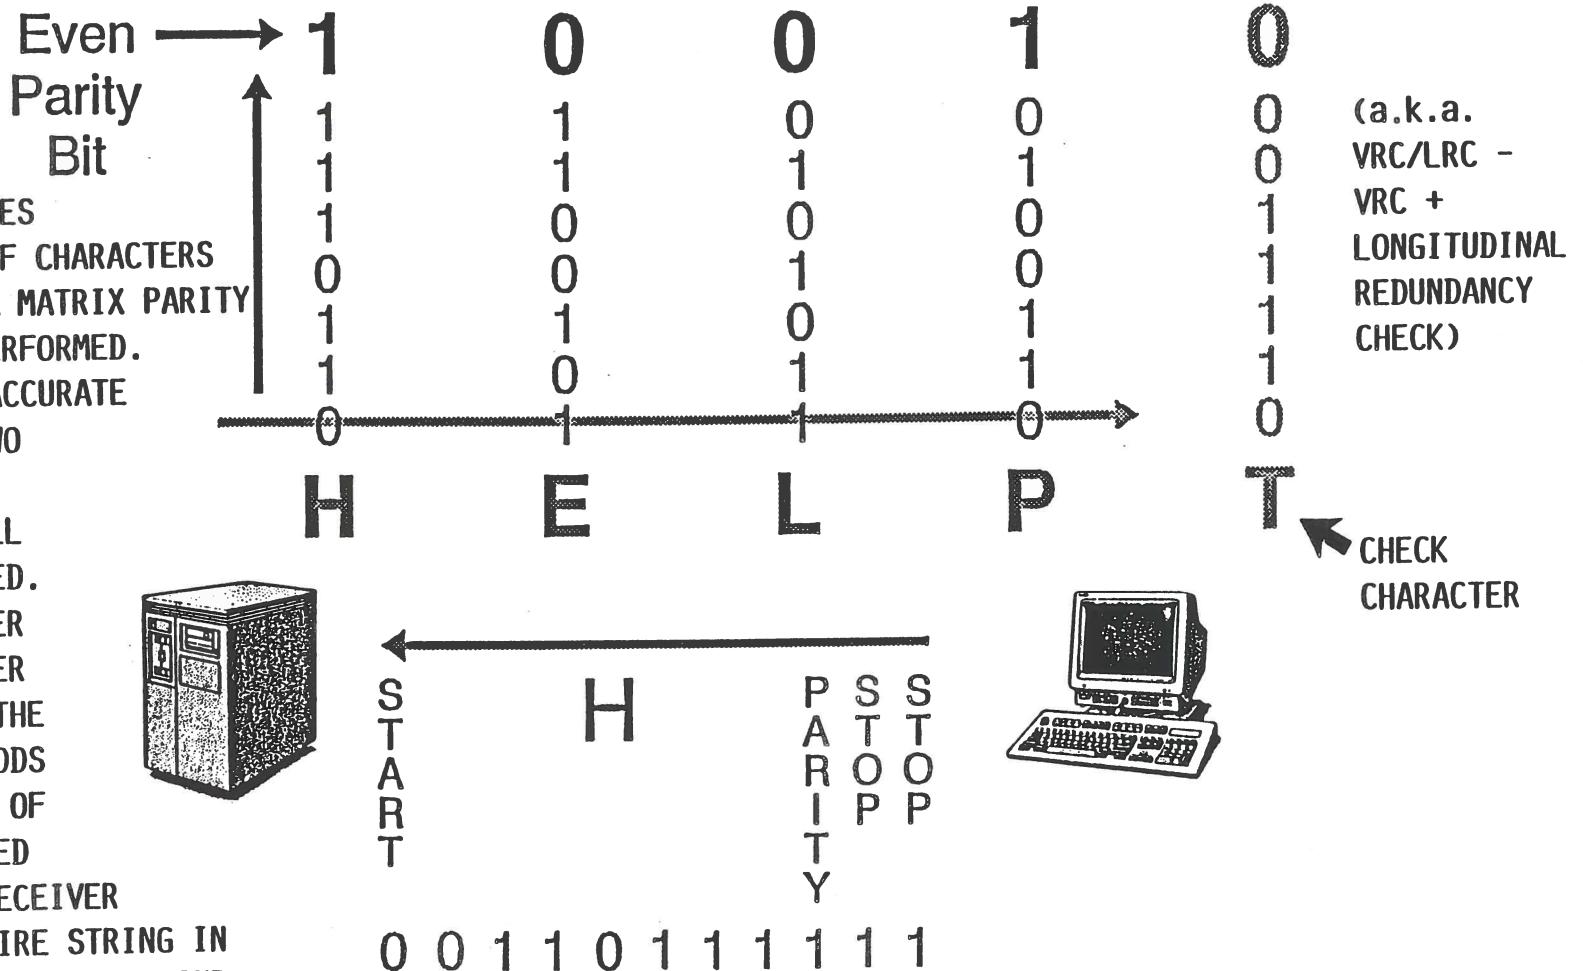 Even 1 0 0 1 0
Parity 1 1 0 0 0
Bit 1 1 1 1 0
1 0 0 0 1
0 0 1 0 1
1 1 0 1 1
1 0 1 1 1
0 1 1 0 0
H E L P T
(a.k.a.
VRC/LRC -
VRC +
LONGITUDINAL
REDUNDANCY
CHECK)
ES
F CHARACTERS
MATRIX PARITY
RFORMED.
ACCURATE
WO
LL
ED.
ER
ER
THE
ODS
OF
ED
ECEIVER
IRE STRING IN
CHECK
CHARACTER
START H PARITY STOP STOP
0 0 1 1 0 1 1 1 1 1 1